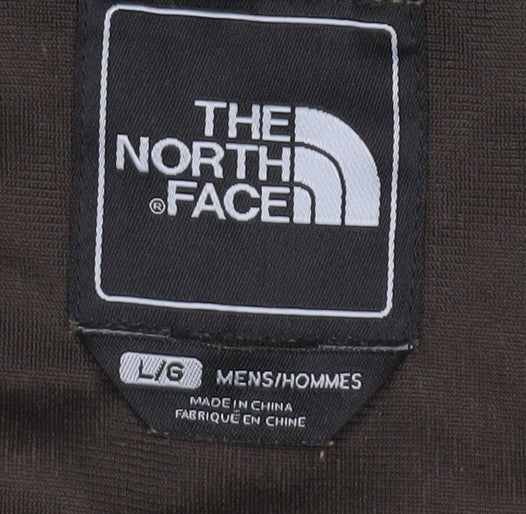 THE
NORTH
®FACE
L/G MENS/HOMMES
MADE IN CHINA
FABRIQUÉ EN CHINE